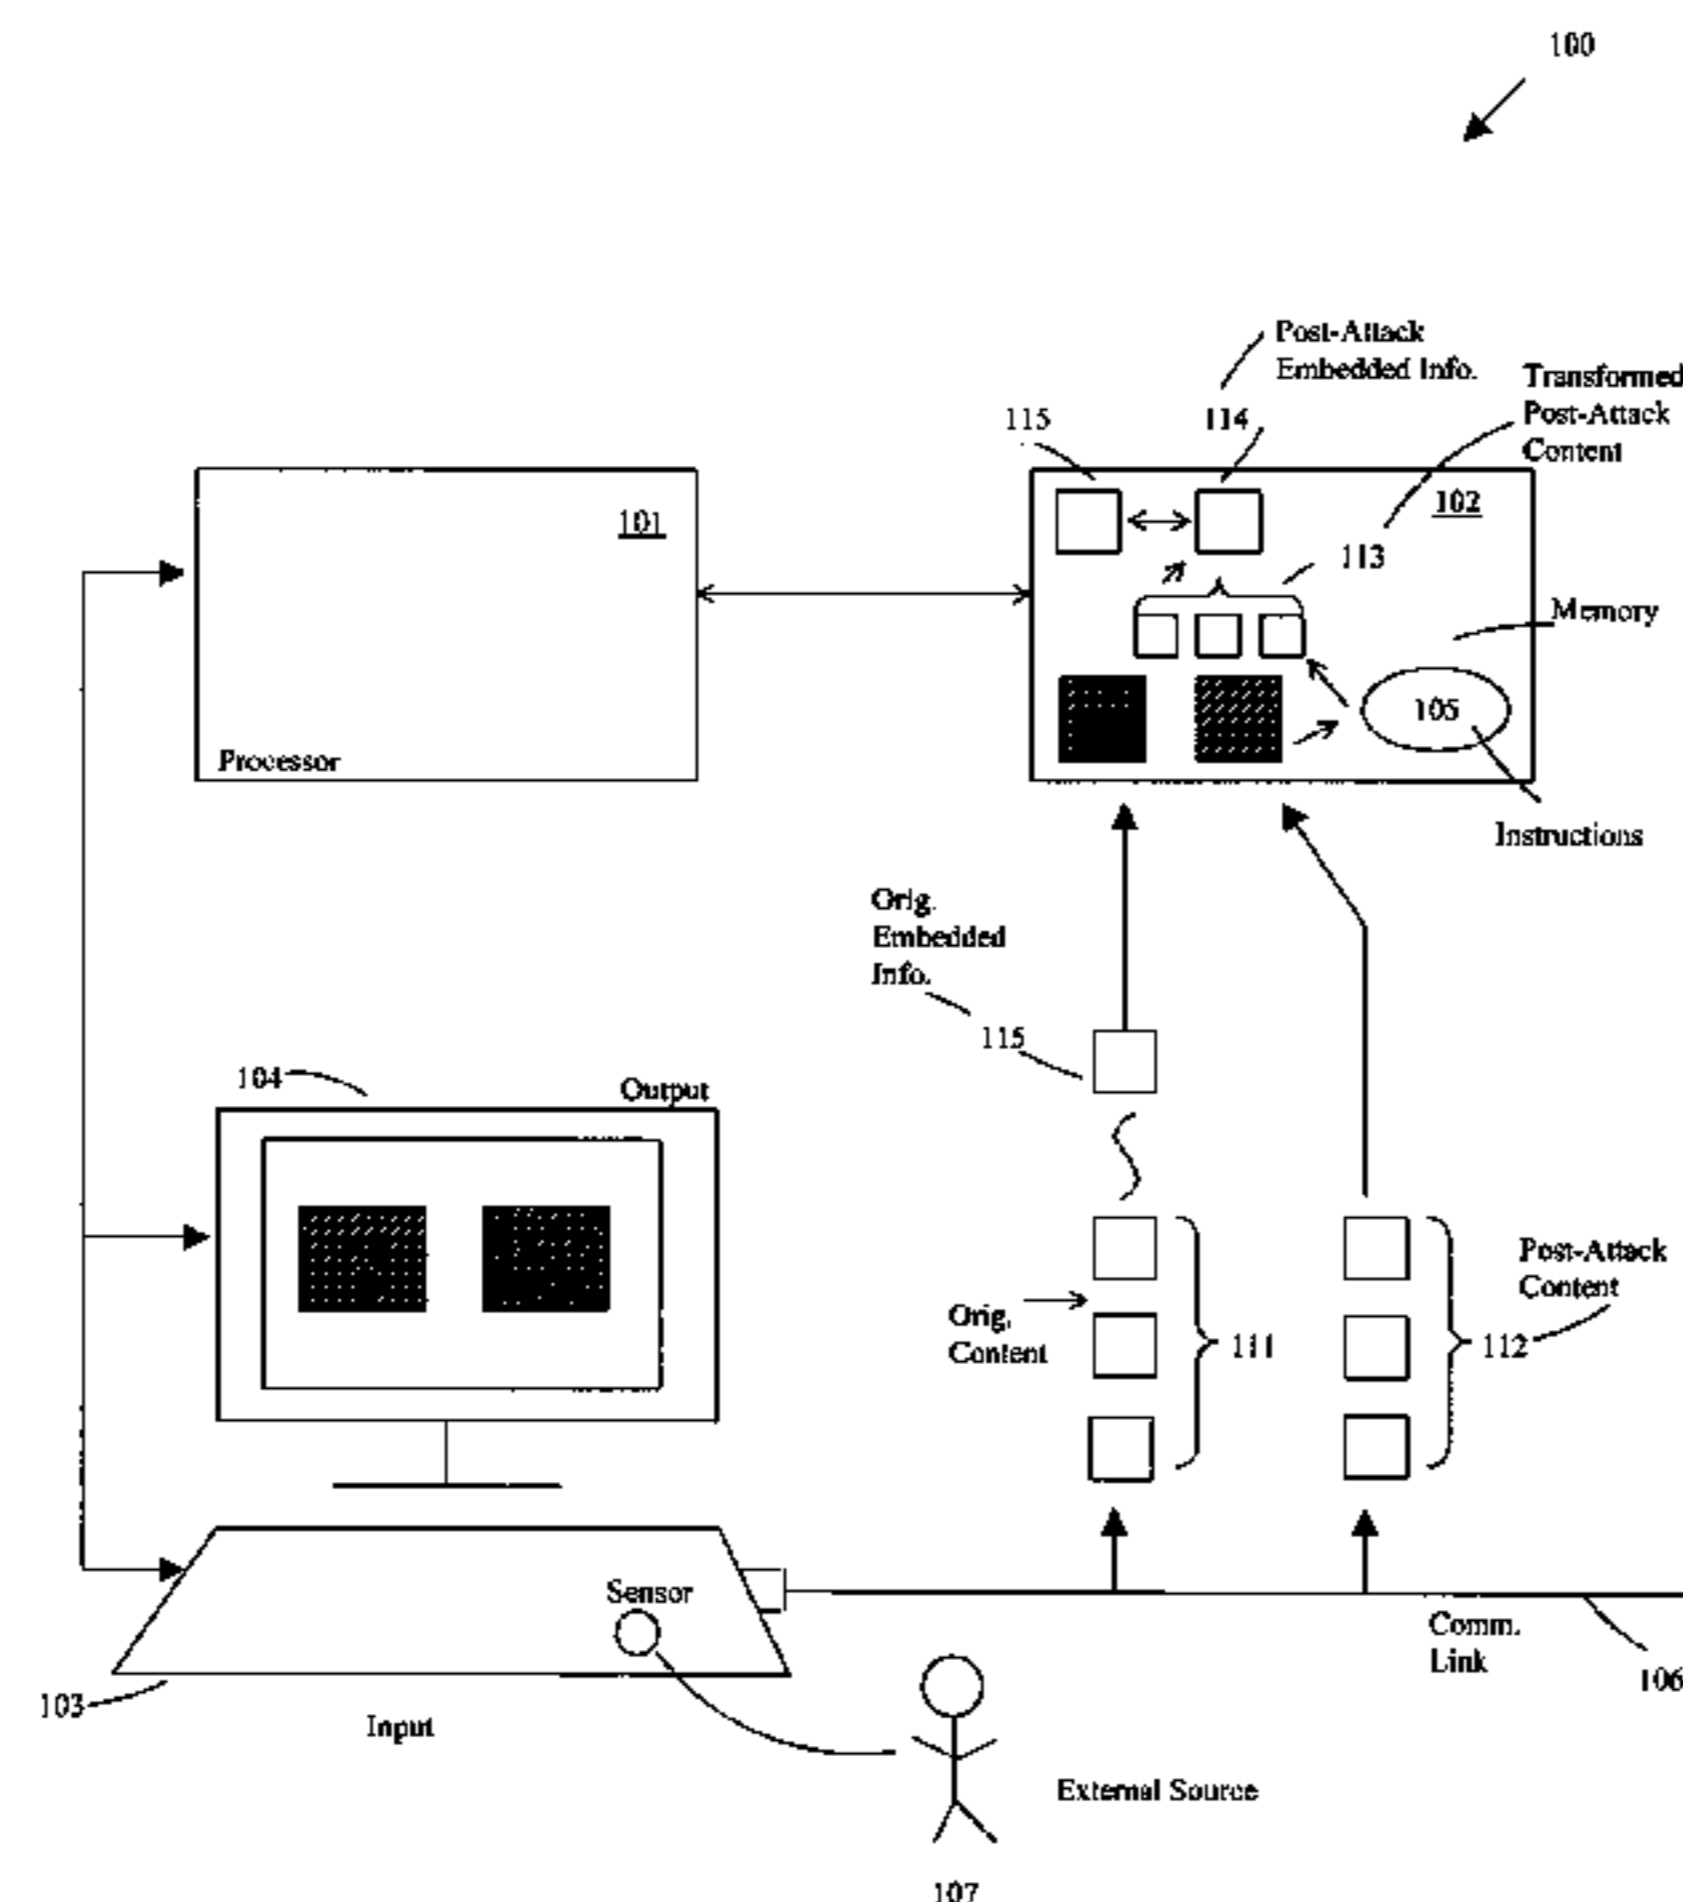 100
Post-Attack
Embedded Info.
Transformed
Post-Attack
Content
115
114
101
102
113
Memory
105
Processor
Instructions
Orig.
Embedded
Info.
115
104
Output
Post-Attack
Content
Orig.
Content
111
112
Sensor
Comm.
Link
106
103
Input
External Source
107